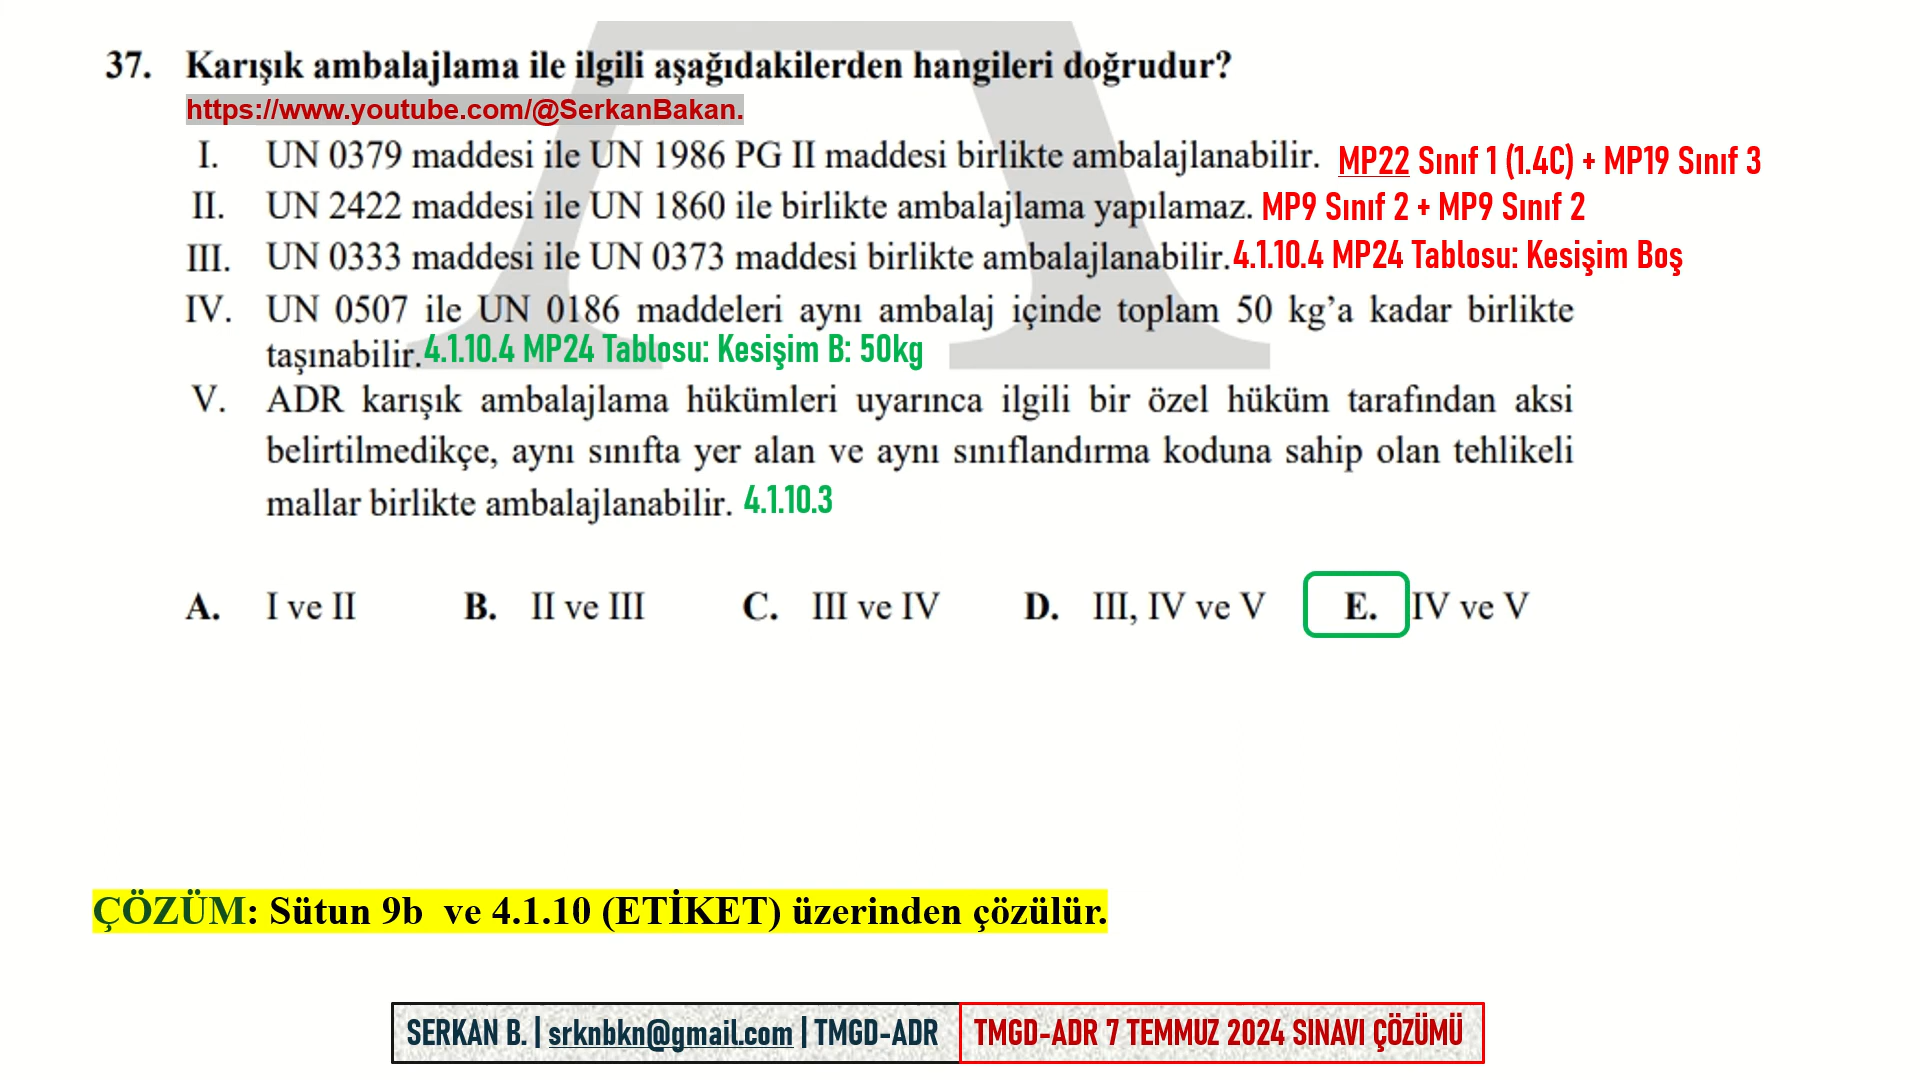 37. Karışık ambalajlama ile ilgili aşağıdakilerden hangileri doğrudur?
https://www.youtube.com/@SerkanBakan.
I. UN 0379 maddesi ile UN 1986 PG II maddesi birlikte ambalajlanabilir. MP22 Sınıf 1 (1.4C) + MP19 Sınıf 3
II. UN 2422 maddesi ile UN 1860 ile birlikte ambalajlama yapılamaz. MP9 Sınıf 2 + MP9 Sınıf 2
III. UN 0333 maddesi ile UN 0373 maddesi birlikte ambalajlanabilir. 4.1.10.4 MP24 Tablosu: Kesişim Boş
IV. UN 0507 ile UN 0186 maddeleri aynı ambalaj içinde toplam 50 kg’a kadar birlikte
taşınabilir. 4.1.10.4 MP24 Tablosu: Kesişim B: 50kg
V. ADR karışık ambalajlama hükümleri uyarınca ilgili bir özel hüküm tarafından aksi
belirtilmedikçe, aynı sınıfta yer alan ve aynı sınıflandırma koduna sahip olan tehlikeli
mallar birlikte ambalajlanabilir. 4.1.10.3
A. I ve II B. II ve III C. III ve IV D. III, IV ve V E. IV ve V
ÇÖZÜM: Sütun 9b ve 4.1.10 (ETİKET) üzerinden çözülür.
SERKAN B. | srknbkn@gmail.com | TMGD-ADR TMGD-ADR 7 TEMMUZ 2024 SINAVI ÇÖZÜMÜ